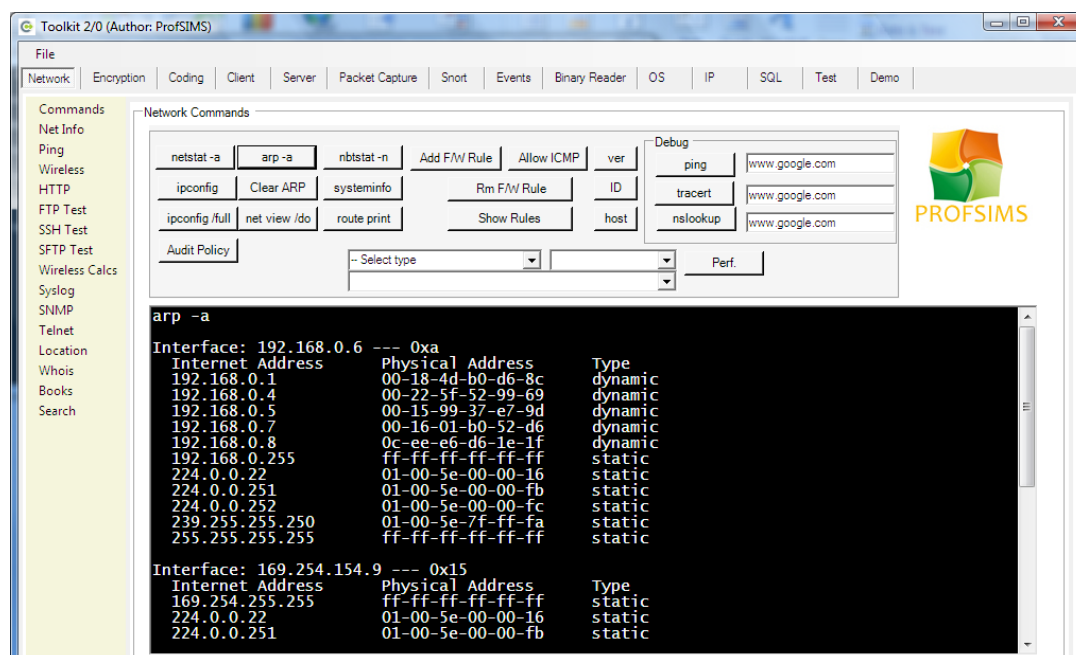 Toolkit 2/0 (Author: ProfSIMS)
File
Network Encryption Coding Client Server Packet Capture Snort Events Binary Reader OS IP SQL Test Demo
Commands
Net Info
Ping
Wireless
HTTP
FTP Test
SSH Test
SFTP Test
Wireless Calcs
Syslog
SNMP
Telnet
Location
Whois
Books
Search
Network Commands
netstat -a arp -a nbtstat -n Add F/W Rule Allow ICMP ver
ipconfig Clear ARP systeminfo Rm F/W Rule ID
ipconfig /full net view /do route print Show Rules host
Audit Policy
-- Select type Perf.
Debug
ping www.google.com
tracert www.google.com
nslookup www.google.com
PROFSIMS
arp -a
Interface: 192.168.0.6 --- 0xa
Internet Address Physical Address Type
192.168.0.1 00-18-4d-b0-d6-8c dynamic
192.168.0.4 00-22-5f-52-99-69 dynamic
192.168.0.5 00-15-99-37-e7-9d dynamic
192.168.0.7 00-16-01-b0-52-d6 dynamic
192.168.0.8 0c-ee-e6-d6-1e-1f dynamic
192.168.0.255 ff-ff-ff-ff-ff-ff static
224.0.0.22 01-00-5e-00-00-16 static
224.0.0.251 01-00-5e-00-00-fb static
224.0.0.252 01-00-5e-00-00-fc static
239.255.255.250 01-00-5e-7f-ff-fa static
255.255.255.255 ff-ff-ff-ff-ff-ff static
Interface: 169.254.154.9 --- 0x15
Internet Address Physical Address Type
169.254.255.255 ff-ff-ff-ff-ff-ff static
224.0.0.22 01-00-5e-00-00-16 static
224.0.0.251 01-00-5e-00-00-fb static